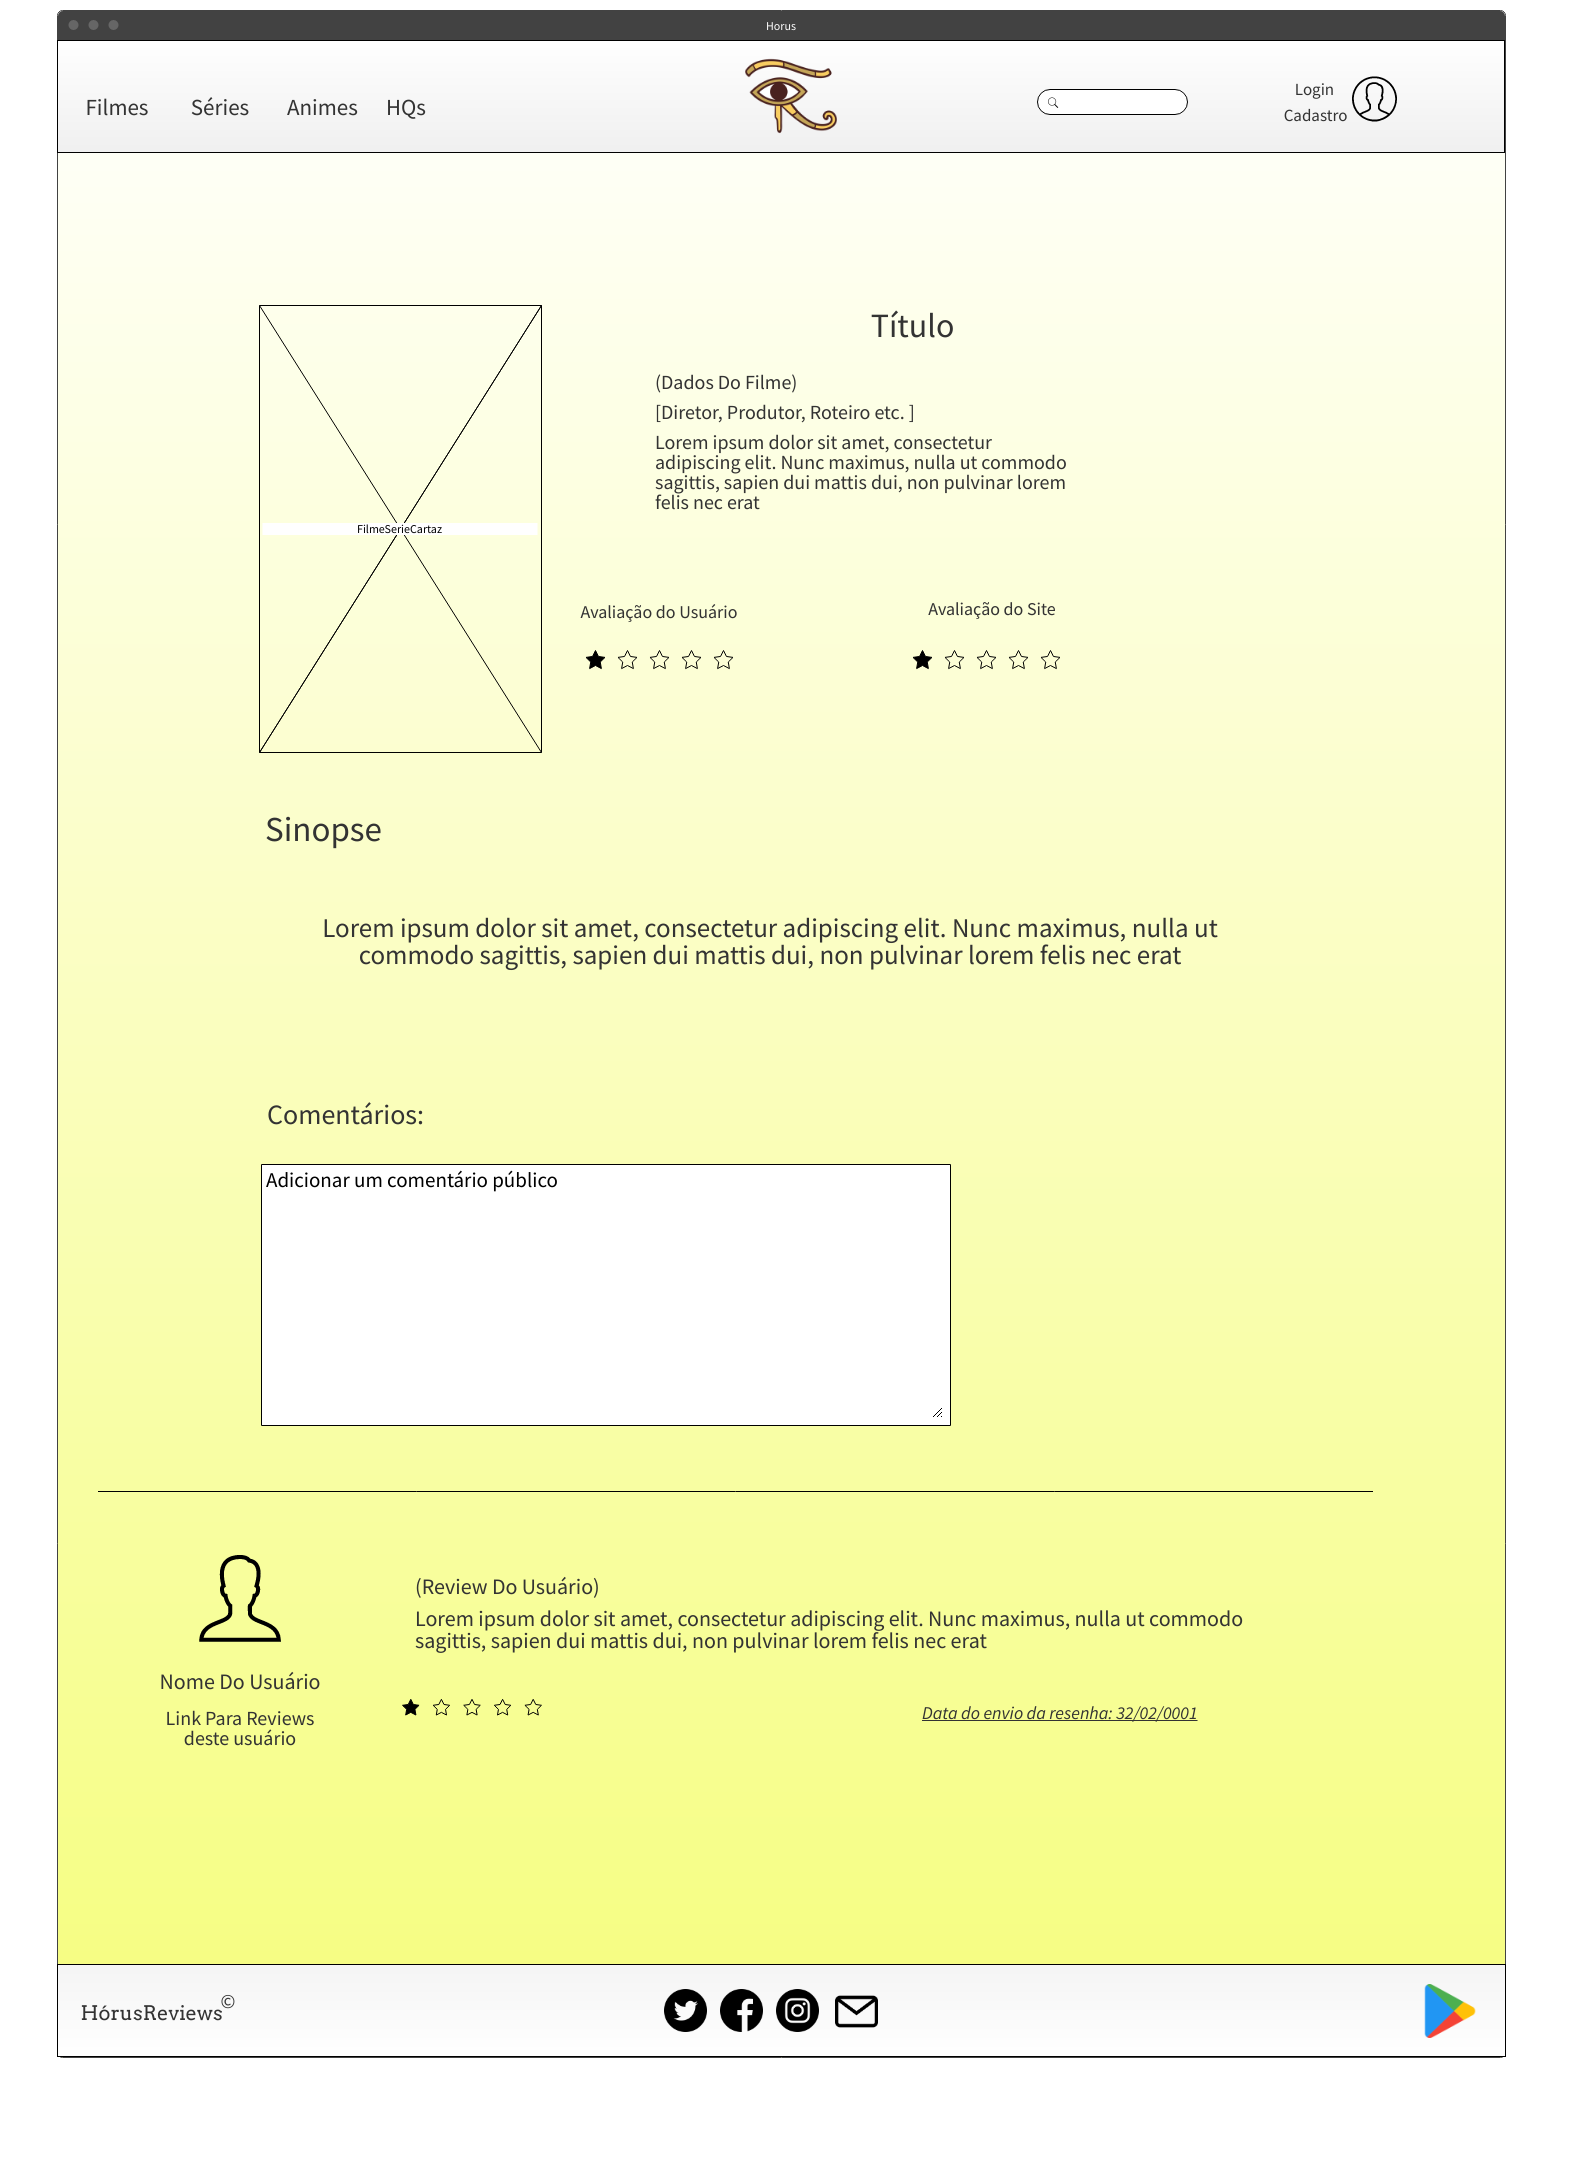 Horus
Filmes Séries Animes HQs
Login
Cadastro
Título
(Dados Do Filme)
[Diretor, Produtor, Roteiro etc. ]
Lorem ipsum dolor sit amet, consectetur
adipiscing elit. Nunc maximus, nulla ut commodo
sagittis, sapien dui mattis dui, non pulvinar lorem
felis nec erat
FilmeSerieCartaz
Avaliação do Usuário
Avaliação do Site
Sinopse
Lorem ipsum dolor sit amet, consectetur adipiscing elit. Nunc maximus, nulla ut
commodo sagittis, sapien dui mattis dui, non pulvinar lorem felis nec erat
Comentários:
Adicionar um comentário público
(Review Do Usuário)
Lorem ipsum dolor sit amet, consectetur adipiscing elit. Nunc maximus, nulla ut commodo
sagittis, sapien dui mattis dui, non pulvinar lorem felis nec erat
Nome Do Usuário
Link Para Reviews
deste usuário
Data do envio da resenha: 32/02/0001
HórusReviews©